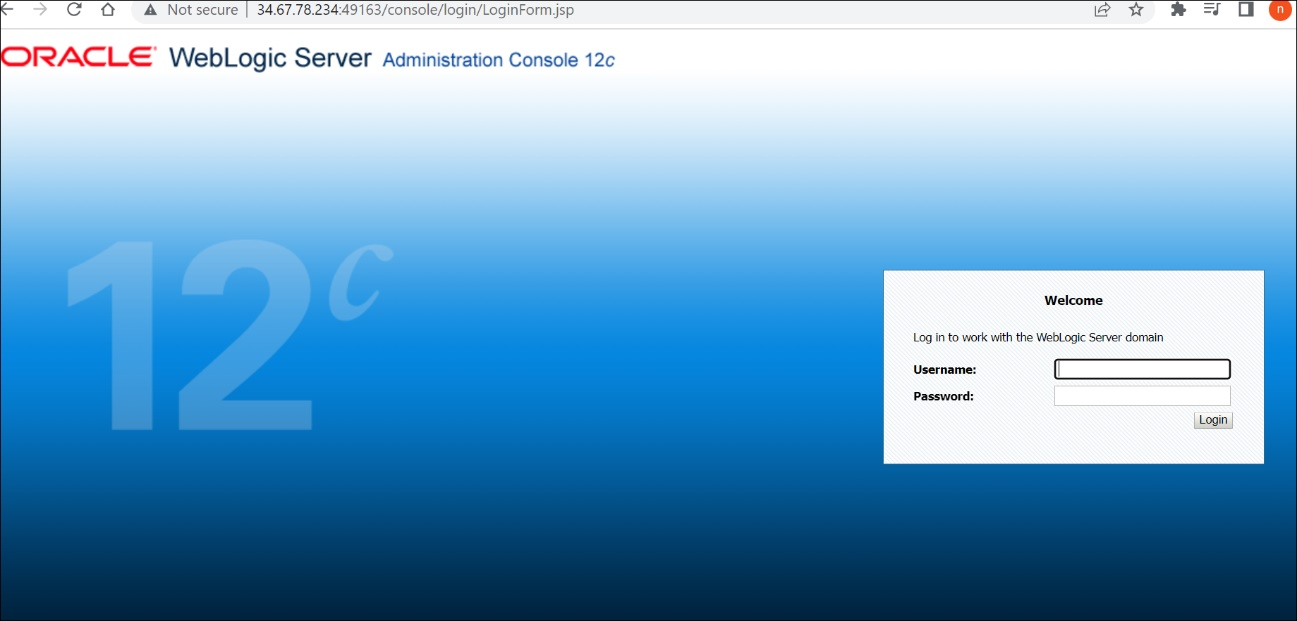 Not secure | 34.67.78.234:49163/console/login/LoginForm.jsp
n
ORACLE WebLogic Server Administration Console 12c
12c
Welcome
Log in to work with the WebLogic Server domain
Username:
Password:
Login